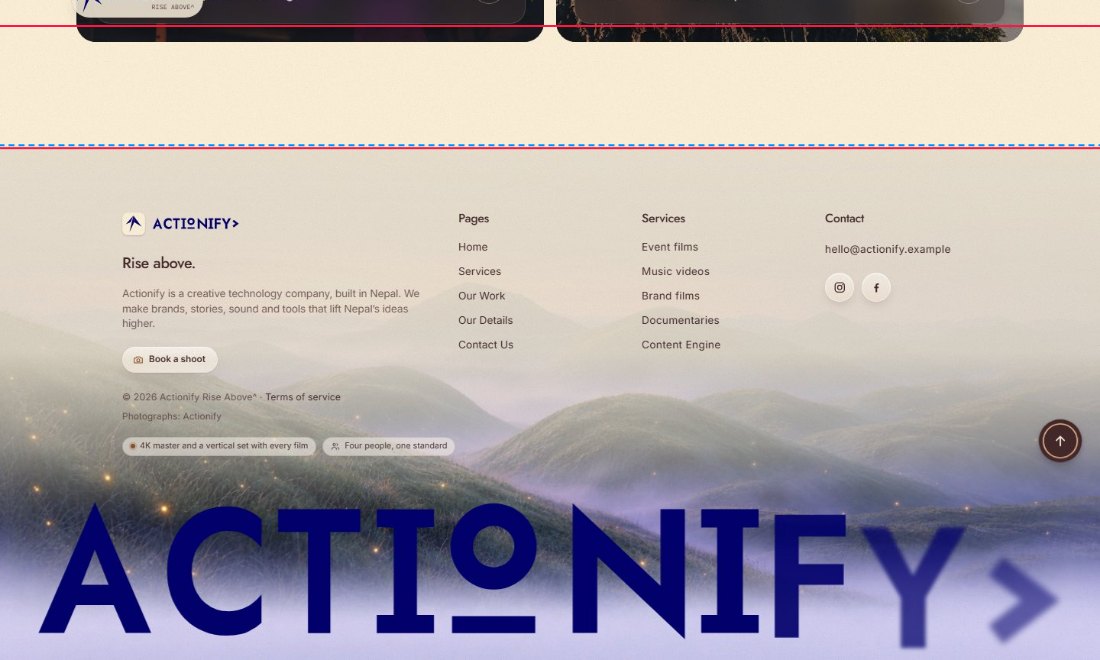 RISE ABOVE^
ACTIONIFY>
Rise above.
Actionify is a creative technology company, built in Nepal. We
make brands, stories, sound and tools that lift Nepal's ideas
higher.
Book a shoot
© 2026 Actionify Rise Above^ · Terms of service
Photographs: Actionify
4K master and a vertical set with every film
Four people, one standard
Pages
Home
Services
Our Work
Our Details
Contact Us
Services
Event films
Music videos
Brand films
Documentaries
Content Engine
Contact
hello@actionify.example
ACTIONIFY>